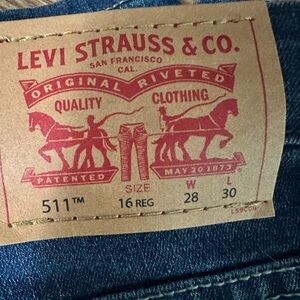 LEVI STRAUSS & CO.
SAN FRANCISCO
CAL.
ORIGINAL RIVETED
QUALITY CLOTHING
PATENTED MAY 20 1873
SIZE W L
511™ 16 REG 28 30